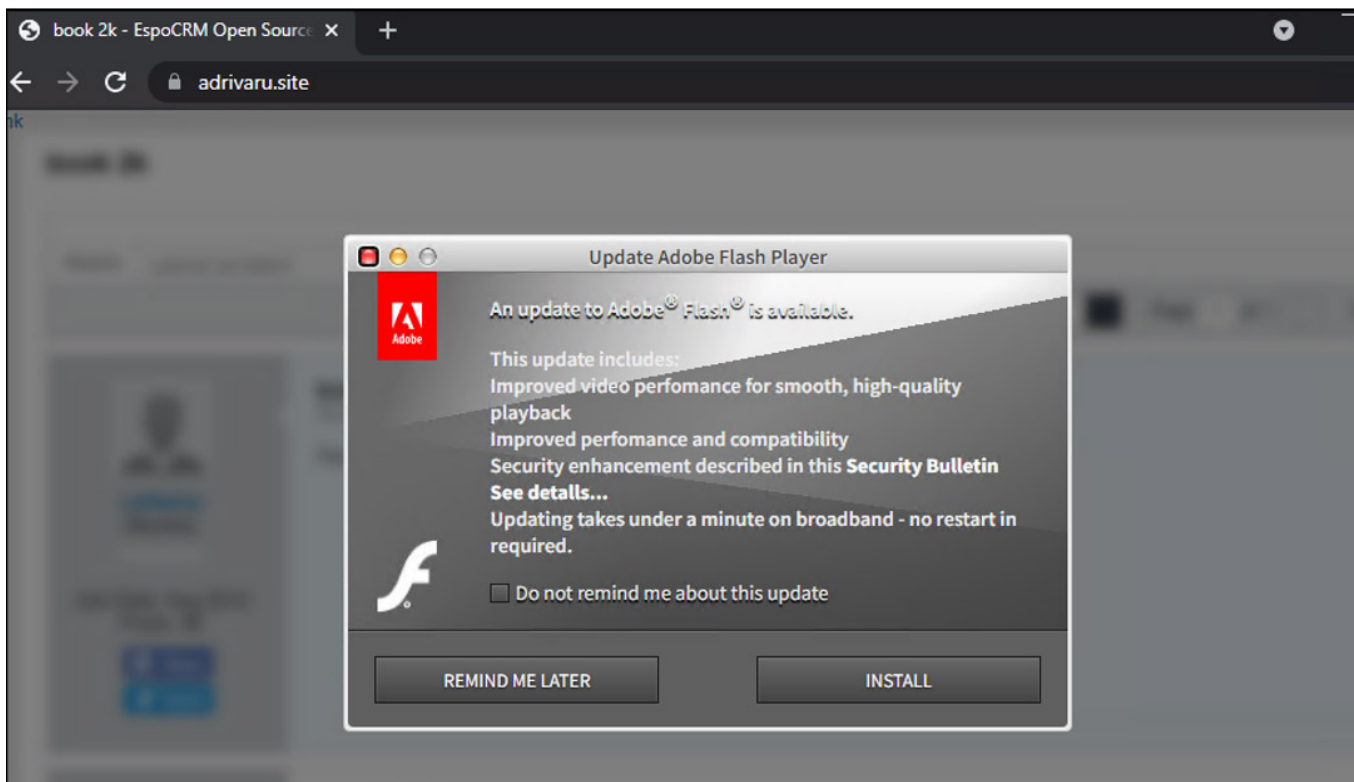 book 2k - EspoCRM Open Source
adrivaru.site
nk
book 2k
Update Adobe Flash Player
Adobe
An update to Adobe® Flash® is available.
This update includes:
Improved video perfomance for smooth, high-quality
playback
Improved perfomance and compatibility
Security enhancement described in this Security Bulletin
See details...
Updating takes under a minute on broadband - no restart in
required.
Do not remind me about this update
REMIND ME LATER
INSTALL